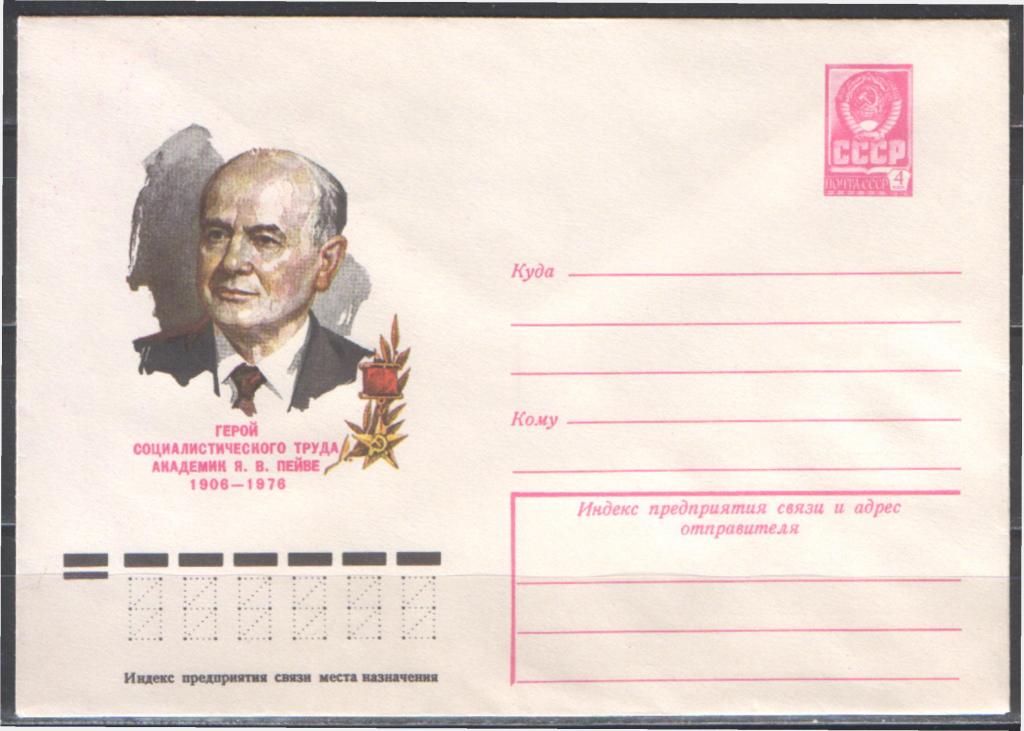 СССР
ПОЧТА СССР 4
ГЕРОЙ
СОЦИАЛИСТИЧЕСКОГО ТРУДА
АКАДЕМИК Я. В. ПЕЙВЕ
1906—1976
Куда
Кому
Индекс предприятия связи и адрес
отправителя
Индекс предприятия связи места назначения